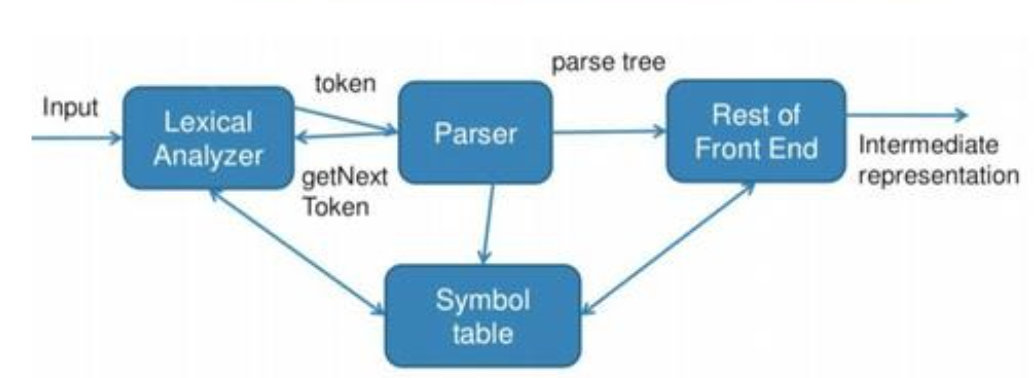 Input
Lexical
Analyzer
token
getNext
Token
Parser
parse tree
Rest of
Front End
Intermediate
representation
Symbol
table